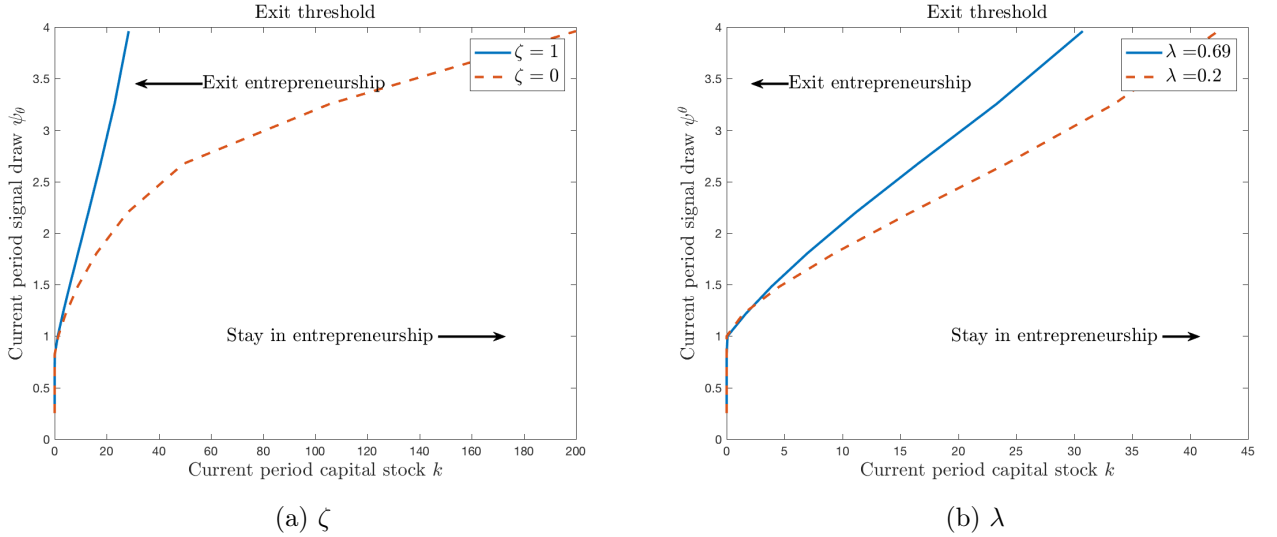 Exit threshold
4
3.5
3
2.5
2
1.5
1
0.5
0
Current period signal draw ψ_θ
ζ = 1
ζ = 0
Exit entrepreneurship
Stay in entrepreneurship
0 20 40 60 80 100 120 140 160 180 200
Current period capital stock k
(a) ζ
Exit threshold
4
3.5
3
2.5
2
1.5
1
0.5
0
Current period signal draw ψ^θ
λ =0.69
λ =0.2
Exit entrepreneurship
Stay in entrepreneurship
0 5 10 15 20 25 30 35 40 45
Current period capital stock k
(b) λ